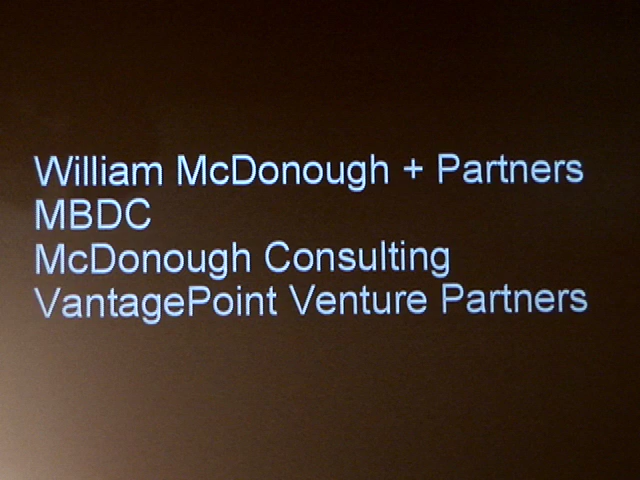 William McDonough + Partners
MBDC
McDonough Consulting
VantagePoint Venture Partners